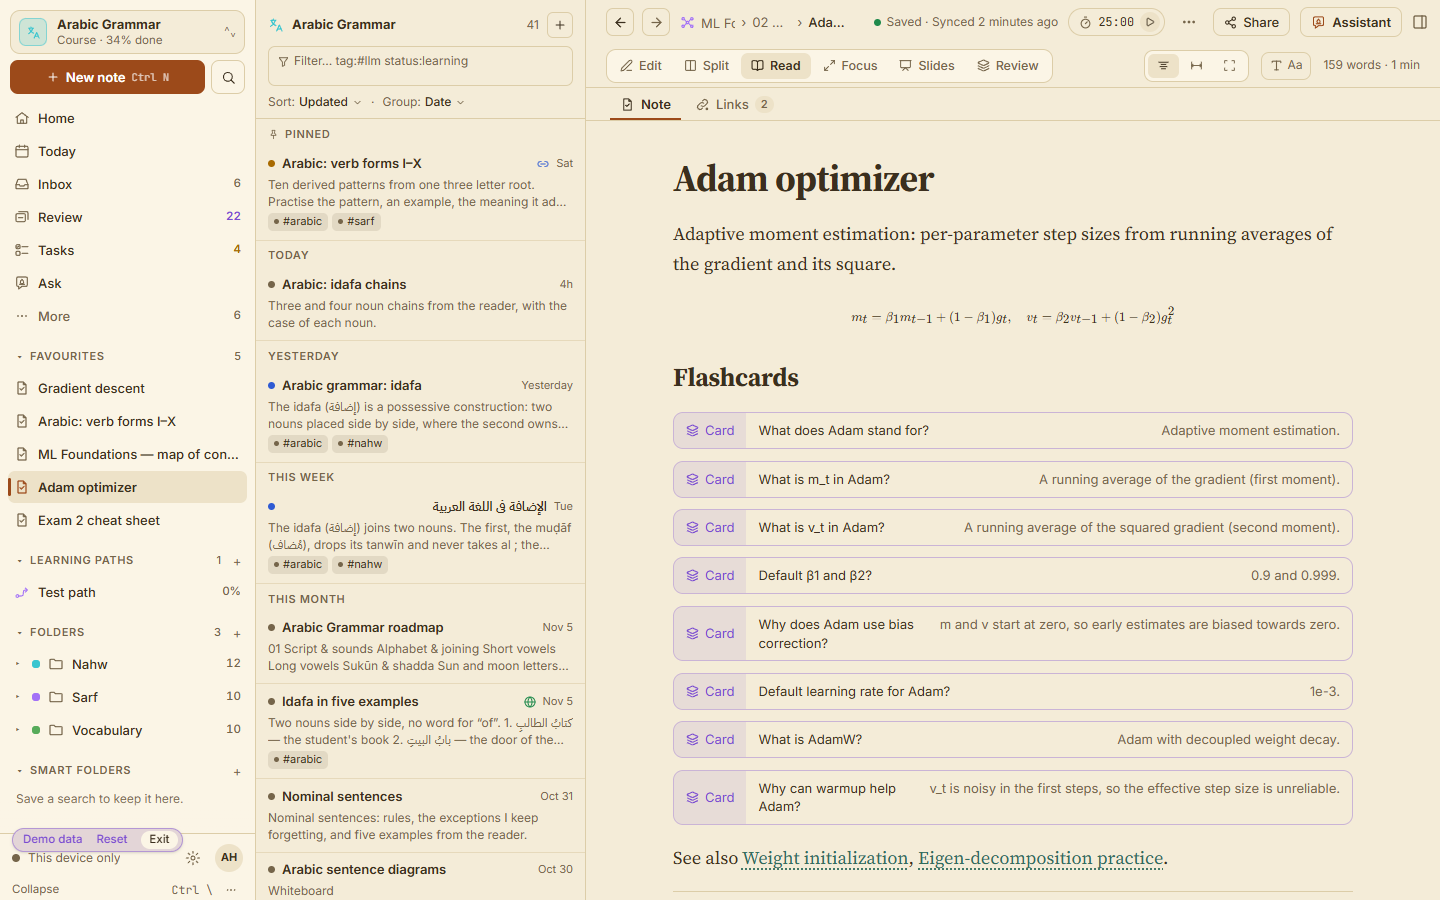 Arabic Grammar
Course · 34% done
New note Ctrl N
Home
Today
Inbox 6
Review 22
Tasks 4
Ask
More 6
FAVOURITES 5
Gradient descent
Arabic: verb forms I–X
ML Foundations — map of con...
Adam optimizer
Exam 2 cheat sheet
LEARNING PATHS 1 +
Test path 0%
FOLDERS 3 +
Nahw 12
Sarf 10
Vocabulary 10
SMART FOLDERS +
Save a search to keep it here.
Demo data Reset Exit
This device only AH
Collapse Ctrl \ ...
Arabic Grammar 41
Filter... tag:#llm status:learning
Sort: Updated · Group: Date
PINNED
Arabic: verb forms I–X Sat
Ten derived patterns from one three letter root.
Practise the pattern, an example, the meaning it ad...
#arabic #sarf
TODAY
Arabic: idafa chains 4h
Three and four noun chains from the reader, with the
case of each noun.
YESTERDAY
Arabic grammar: idafa Yesterday
The idafa (إضافة) is a possessive construction: two
nouns placed side by side, where the second owns...
#arabic #nahw
THIS WEEK
الإضافة في اللغة العربية Tue
The idafa (إضافة) joins two nouns. The first, the muḍāf
(مُضاف), drops its tanwīn and never takes al ; the...
#arabic #nahw
THIS MONTH
Arabic Grammar roadmap Nov 5
01 Script & sounds Alphabet & joining Short vowels
Long vowels Sukūn & shadda Sun and moon letters...
Idafa in five examples Nov 5
Two nouns side by side, no word for “of”. 1. كتابُ الطالبِ
— the student's book 2. بابُ البيتِ — the door of the...
#arabic
Nominal sentences Oct 31
Nominal sentences: rules, the exceptions I keep
forgetting, and five examples from the reader.
Arabic sentence diagrams Oct 30
Whiteboard
ML Fo › 02 ... › Ada...
Saved · Synced 2 minutes ago
25:00
Share
Assistant
Edit Split Read Focus Slides Review
Aa
159 words · 1 min
Note Links 2
Adam optimizer
Adaptive moment estimation: per-parameter step sizes from running averages of
the gradient and its square.
m_t = β_1 m_{t−1} + (1 − β_1)g_t, v_t = β_2 v_{t−1} + (1 − β_2)g_t^2
Flashcards
Card What does Adam stand for? Adaptive moment estimation.
Card What is m_t in Adam? A running average of the gradient (first moment).
Card What is v_t in Adam? A running average of the squared gradient (second moment).
Card Default β1 and β2? 0.9 and 0.999.
Card Why does Adam use bias correction? m and v start at zero, so early estimates are biased towards zero.
Card Default learning rate for Adam? 1e-3.
Card What is AdamW? Adam with decoupled weight decay.
Card Why can warmup help Adam? v_t is noisy in the first steps, so the effective step size is unreliable.
See also Weight initialization, Eigen-decomposition practice.